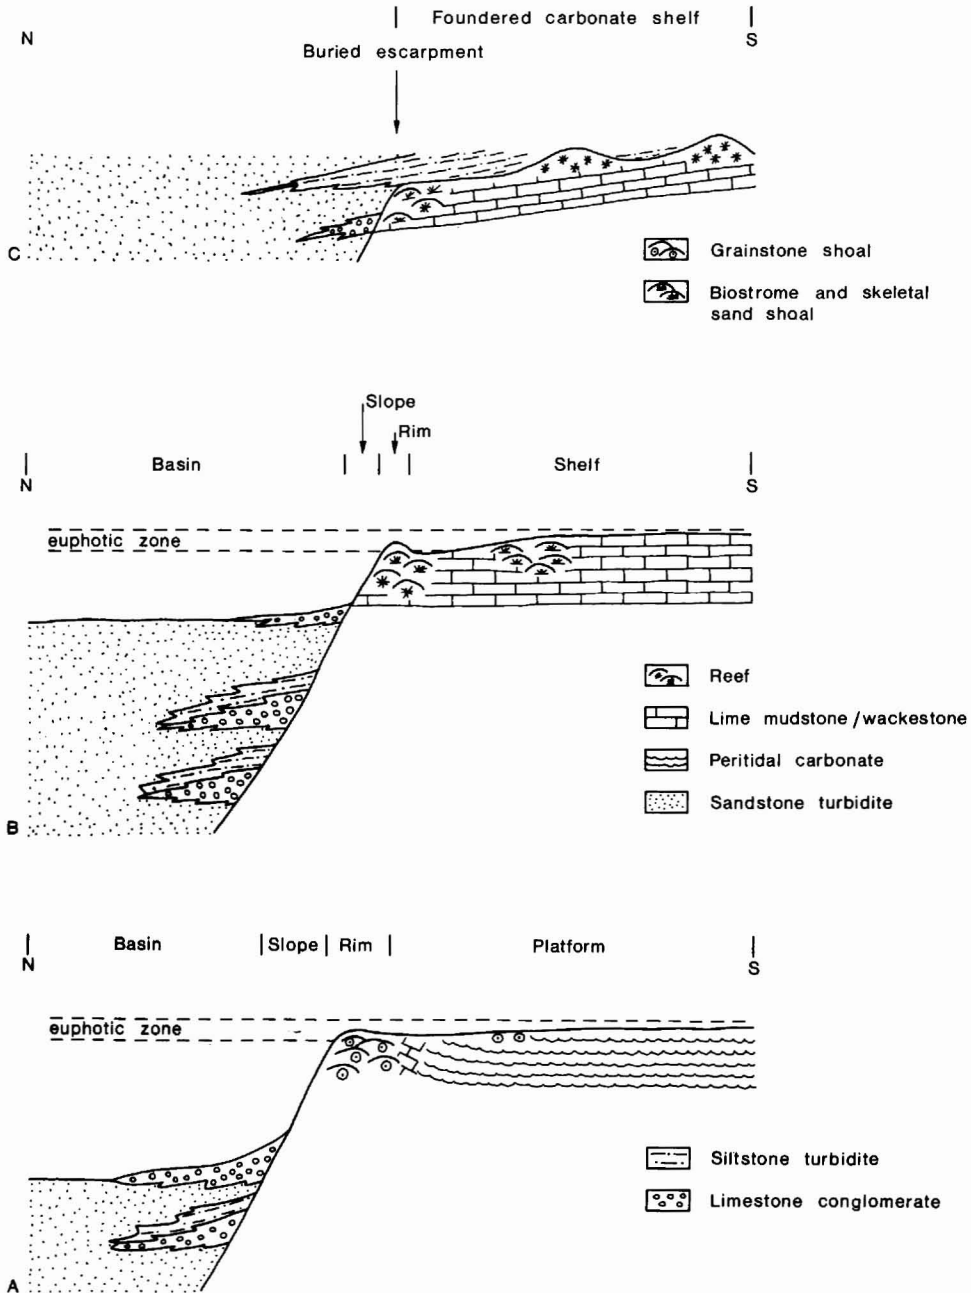 Foundered carbonate shelf
N
S
Buried escarpment
C
Grainstone shoal
Biostrome and skeletal
sand shoal
Slope
Rim
Basin
Shelf
N
S
euphotic zone
Reef
Lime mudstone/wackestone
Peritidal carbonate
Sandstone turbidite
B
Basin
Slope
Rim
Platform
N
S
euphotic zone
Siltstone turbidite
Limestone conglomerate
A